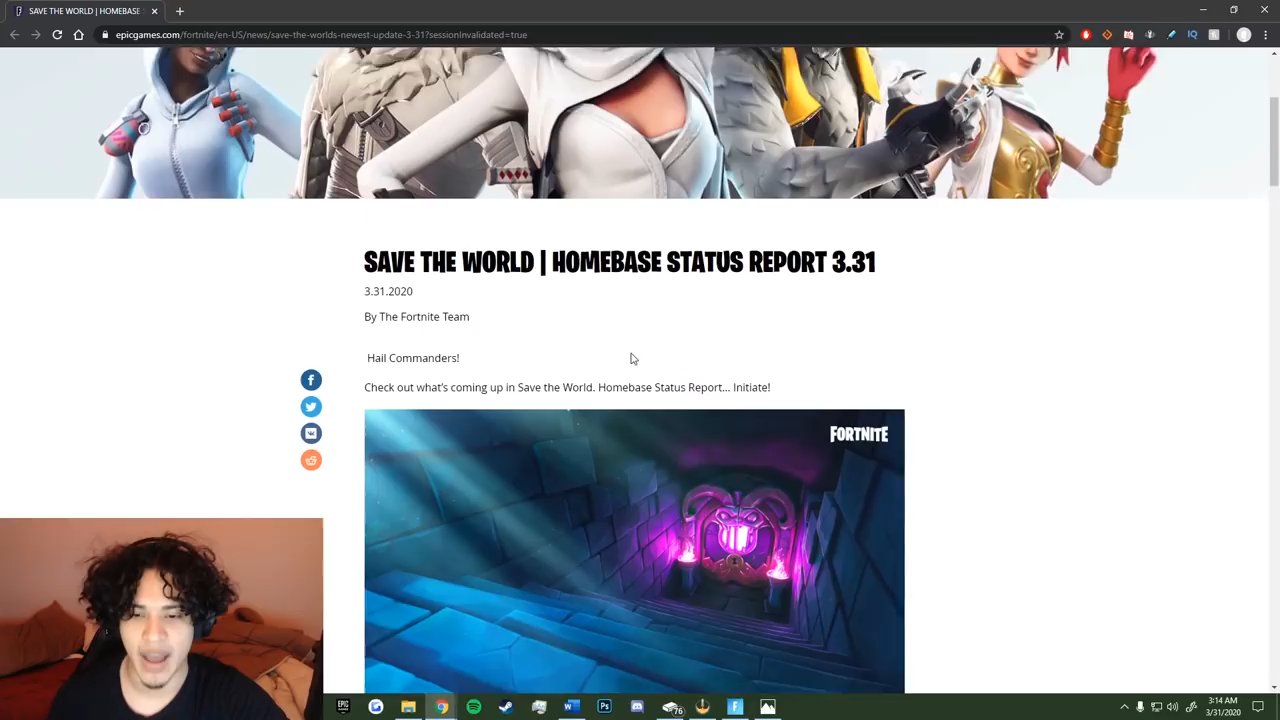 SAVE THE WORLD | HOMEBASE
epicgames.com/fortnite/en-US/news/save-the-worlds-newest-update-3-31?sessionInvalidated=true
SAVE THE WORLD | HOMEBASE STATUS REPORT 3.31
3.31.2020
By The Fortnite Team
Hail Commanders!
Check out what's coming up in Save the World. Homebase Status Report... Initiate!
FORTNITE
EPIC
76
3:14 AM
3/31/2020